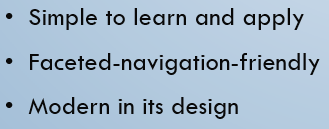 • Simple to learn and apply
• Faceted-navigation-friendly
• Modern in its design